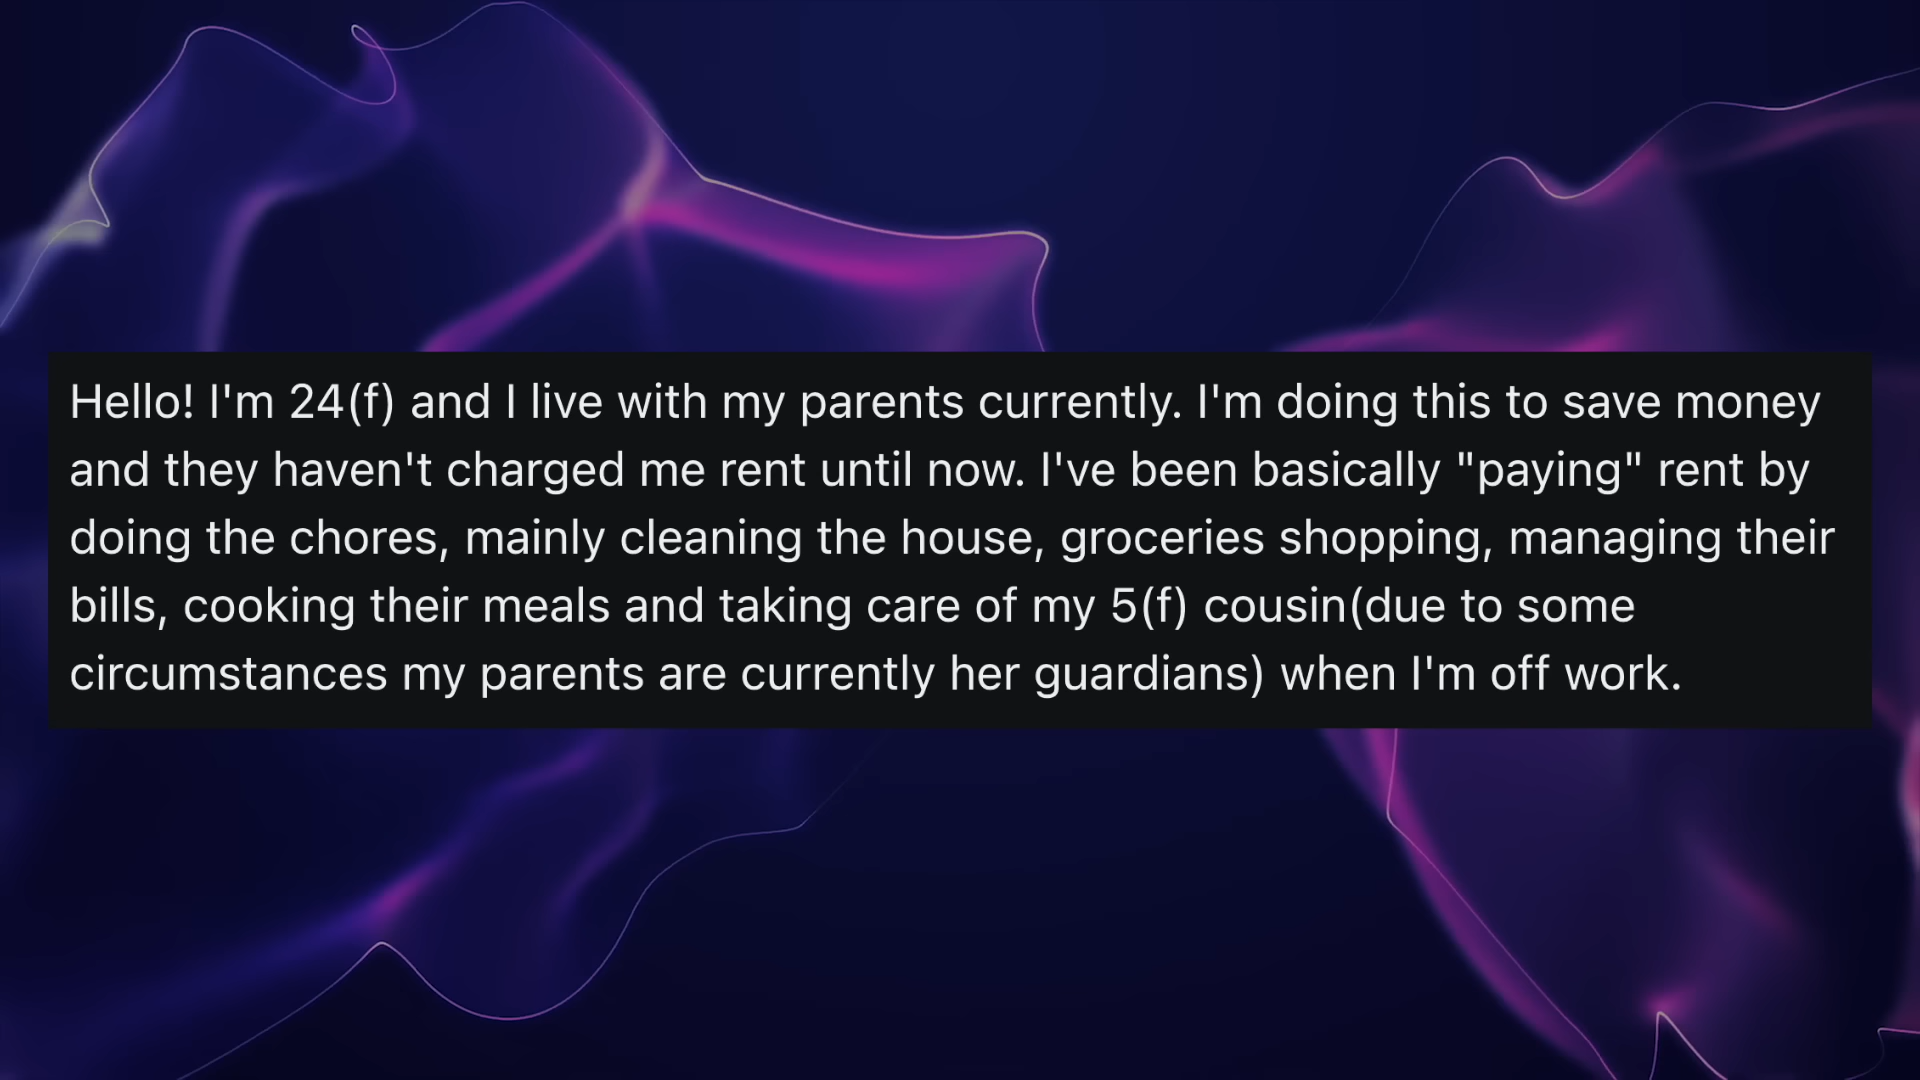 Hello! I'm 24(f) and I live with my parents currently. I'm doing this to save money
and they haven't charged me rent until now. I've been basically "paying" rent by
doing the chores, mainly cleaning the house, groceries shopping, managing their
bills, cooking their meals and taking care of my 5(f) cousin(due to some
circumstances my parents are currently her guardians) when I'm off work.